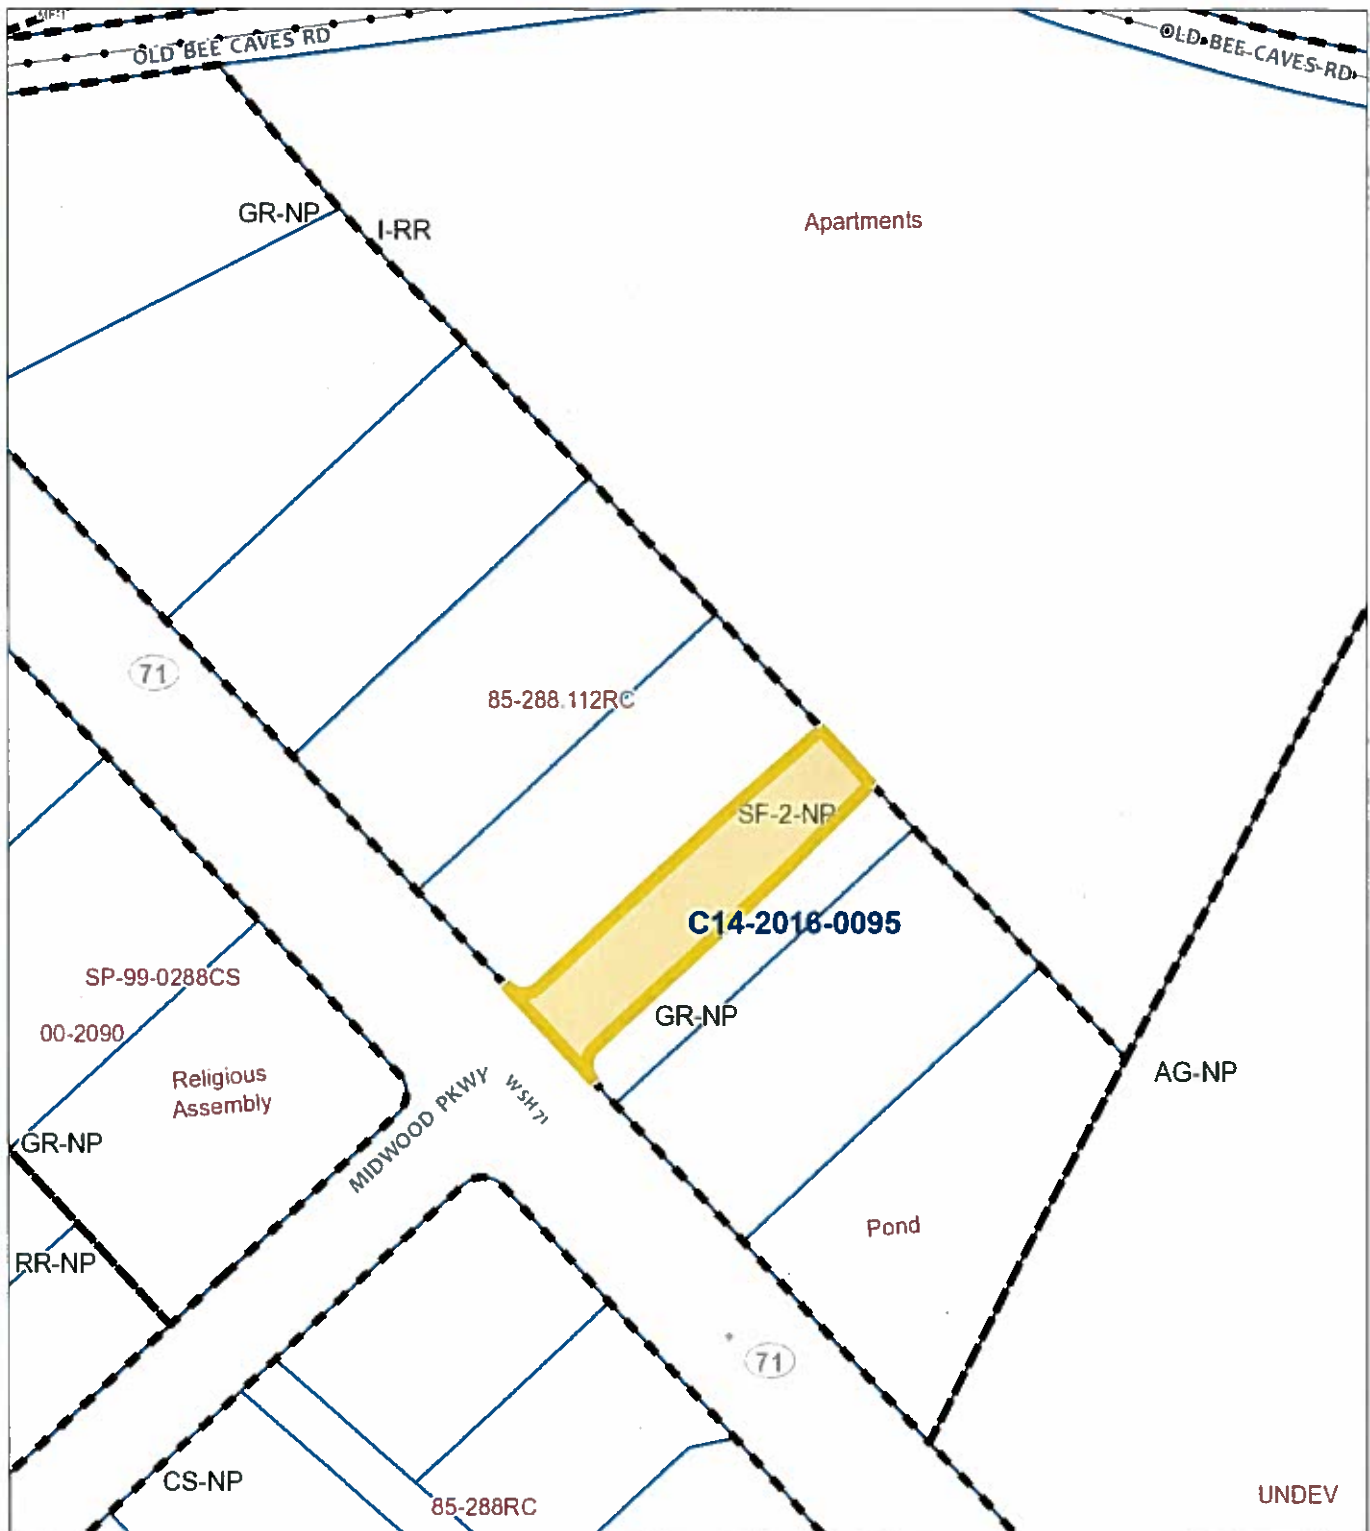 MF-1
OLD BEE CAVES RD
OLD BEE CAVES RD
GR-NP
I-RR
Apartments
71
85-288.112RC
SF-2-NP
C14-2016-0095
SP-99-0288CS
GR-NP
00-2090
Religious
Assembly
AG-NP
MIDWOOD PKWY
W SH 71
GR-NP
Pond
RR-NP
71
CS-NP
85-288RC
UNDEV